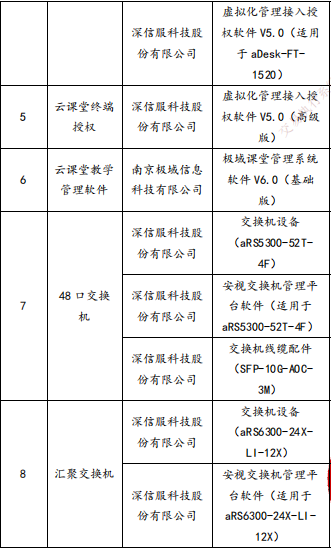 深信服科技股
份有限公司
虚拟化管理接入授
权软件V5.0（适用
于 aDesk-FT-
1520）
5
云课堂终端
授权
深信服科技股
份有限公司
虚拟化管理接入授
权软件V5.0（高级
版）
6
云课堂教学
管理软件
南京极域信息
科技有限公司
极域课堂管理系统
软件V6.0（基础
版）
7
48 口交换
机
深信服科技股
份有限公司
交换机设备
（aRS5300-52T-
4F）
深信服科技股
份有限公司
安视交换机管理平
台软件（适用于
aRS5300-52T-4F）
深信服科技股
份有限公司
交换机线缆配件
（SFP-10G-AOC-
3M）
8
汇聚交换机
深信服科技股
份有限公司
交换机设备
（aRS6300-24X-
LI-12X）
深信服科技股
份有限公司
安视交换机管理平
台软件（适用于
aRS6300-24X-LI-
12X）